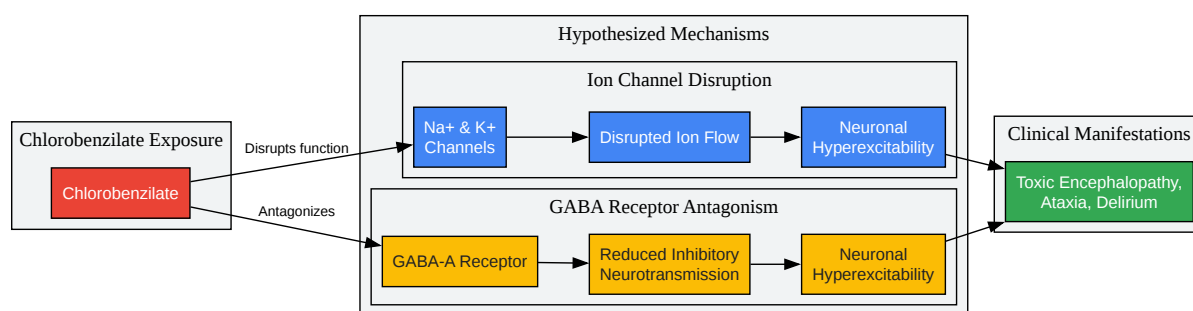 Hypothesized Mechanisms
Ion Channel Disruption
Chlorobenzilate Exposure
Chlorobenzilate
Disrupts function
Antagonizes
Na+ & K+
Channels
Disrupted Ion Flow
Neuronal
Hyperexcitability
GABA Receptor Antagonism
GABA-A Receptor
Reduced Inhibitory
Neurotransmission
Neuronal
Hyperexcitability
Clinical Manifestations
Toxic Encephalopathy,
Ataxia, Delirium